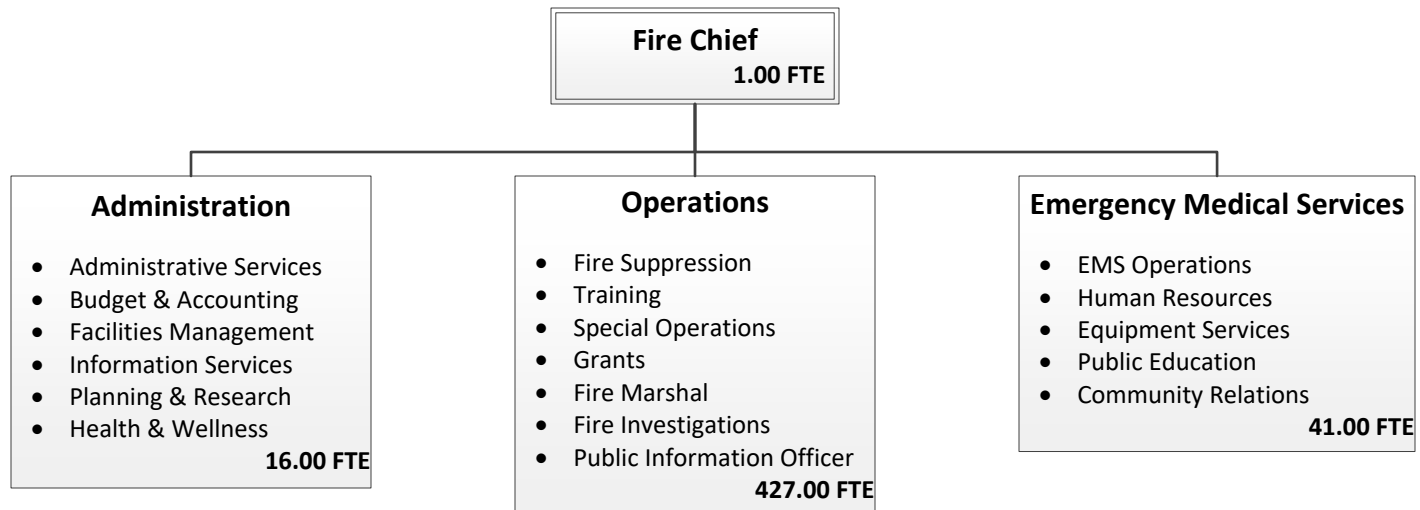 Fire Chief
1.00 FTE
Administration
• Administrative Services
• Budget & Accounting
• Facilities Management
• Information Services
• Planning & Research
• Health & Wellness
16.00 FTE
Operations
• Fire Suppression
• Training
• Special Operations
• Grants
• Fire Marshal
• Fire Investigations
• Public Information Officer
427.00 FTE
Emergency Medical Services
• EMS Operations
• Human Resources
• Equipment Services
• Public Education
• Community Relations
41.00 FTE